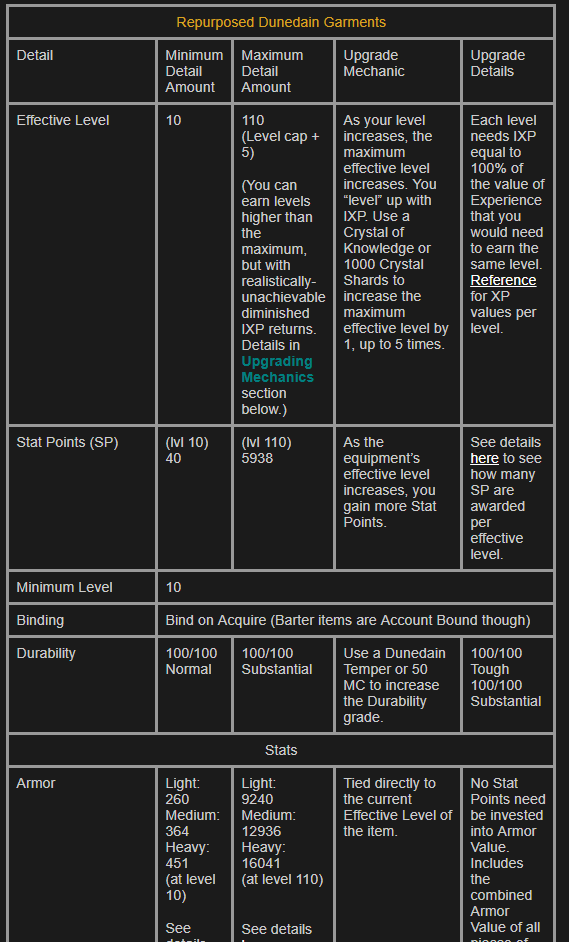 Repurposed Dunedain Garments
Detail
Minimum
Detail
Amount
Maximum
Detail
Amount
Upgrade
Mechanic
Upgrade
Details
Effective Level
10
110
(Level cap +
5)
(You can
earn levels
higher than
the
maximum,
but with
realistically-
unachievable
diminished
IXP returns.
Details in
Upgrading
Mechanics
section
below.)
As your level
increases, the
maximum
effective level
increases. You
“level” up with
IXP. Use a
Crystal of
Knowledge or
1000 Crystal
Shards to
increase the
maximum
effective level by
1, up to 5 times.
Each level
needs IXP
equal to
100% of
the value of
Experience
that you
would need
to earn the
same level.
Reference
for XP
values per
level.
Stat Points (SP)
(lvl 10)
40
(lvl 110)
5938
As the
equipment’s
effective level
increases, you
gain more Stat
Points.
See details
here to see
how many
SP are
awarded
per
effective
level.
Minimum Level
10
Binding
Bind on Acquire (Barter items are Account Bound though)
Durability
100/100
Normal
100/100
Substantial
Use a Dunedain
Temper or 50
MC to increase
the Durability
grade.
100/100
Tough
100/100
Substantial
Stats
Armor
Light:
260
Medium:
364
Heavy:
451
(at level
10)
See
Light:
9240
Medium:
12936
Heavy:
16041
(at level 110)
See details
Tied directly to
the current
Effective Level of
the item.
No Stat
Points need
be invested
into Armor
Value.
Includes
the
combined
Armor
Value of all